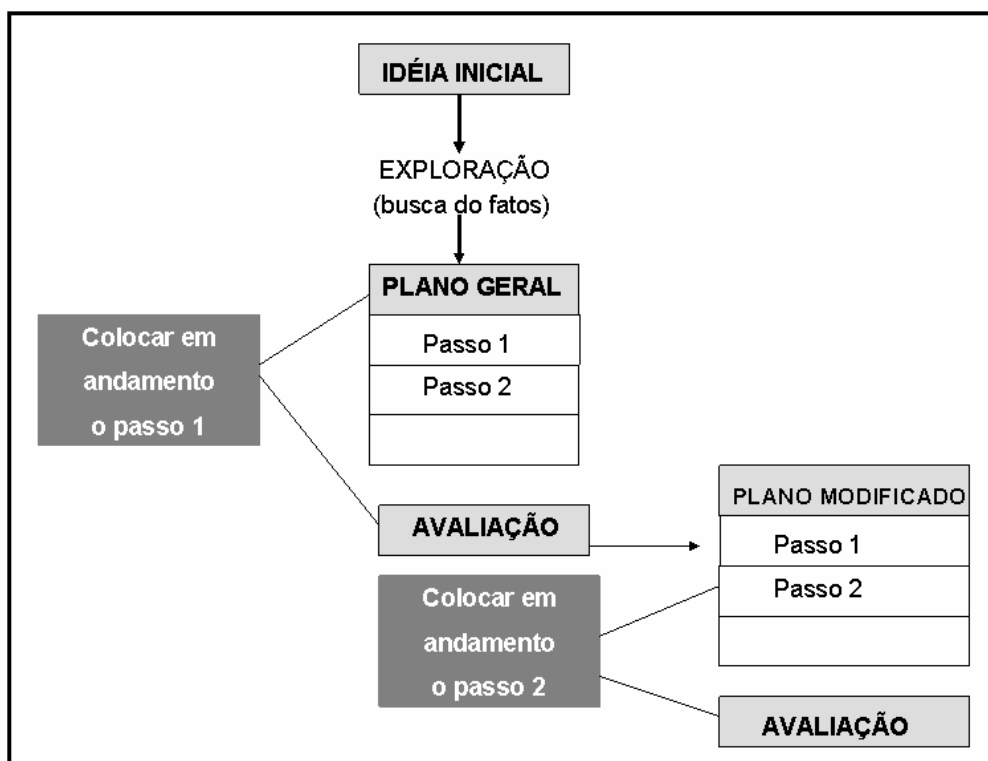 IDÉIA INICIAL
EXPLORAÇÃO
(busca do fatos)
PLANO GERAL
Passo 1
Passo 2
Colocar em
andamento
o passo 1
AVALIAÇÃO
PLANO MODIFICADO
Passo 1
Passo 2
Colocar em
andamento
o passo 2
AVALIAÇÃO